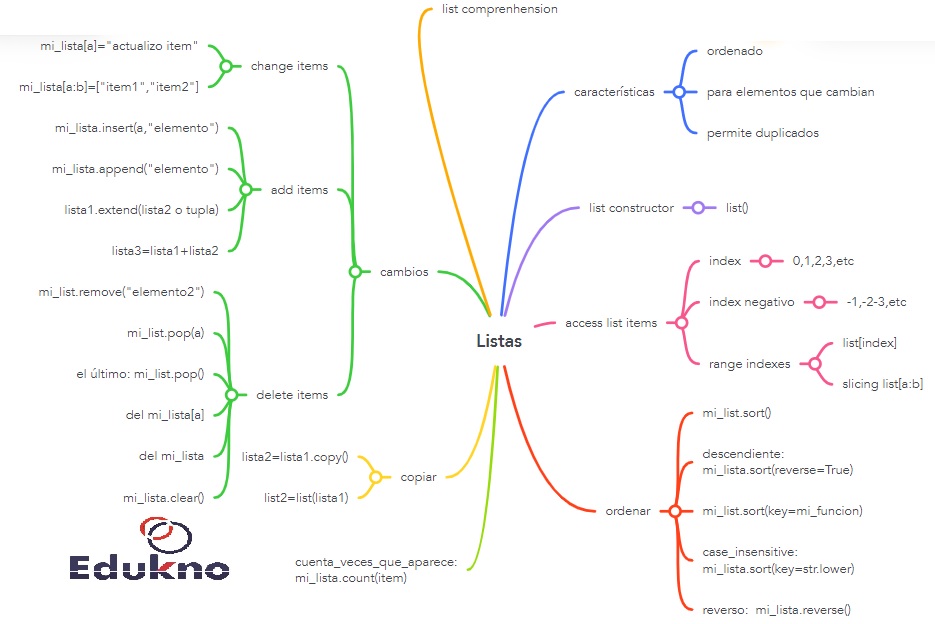 list comprenhension
mi_lista[a]="actualizo item"
change items
mi_lista[a:b]=["item1","item2"]
mi_lista.insert(a,"elemento")
mi_lista.append("elemento")
add items
lista1.extend(lista2 o tupla)
lista3=lista1+lista2
cambios
mi_list.remove("elemento2")
mi_list.pop(a)
el último: mi_list.pop()
delete items
del mi_lista[a]
del mi_lista
mi_lista.clear()
lista2=lista1.copy()
copiar
list2=list(lista1)
cuenta_veces_que_aparece:
mi_lista.count(item)
Edukno
Listas
ordenado
características
para elementos que cambian
permite duplicados
list constructor
list()
index
0,1,2,3,etc
access list items
index negativo
-1,-2-3,etc
range indexes
list[index]
slicing list[a:b]
mi_list.sort()
descendiente:
mi_lista.sort(reverse=True)
ordenar
mi_list.sort(key=mi_funcion)
case_insensitive:
mi_lista.sort(key=str.lower)
reverso: mi_lista.reverse()